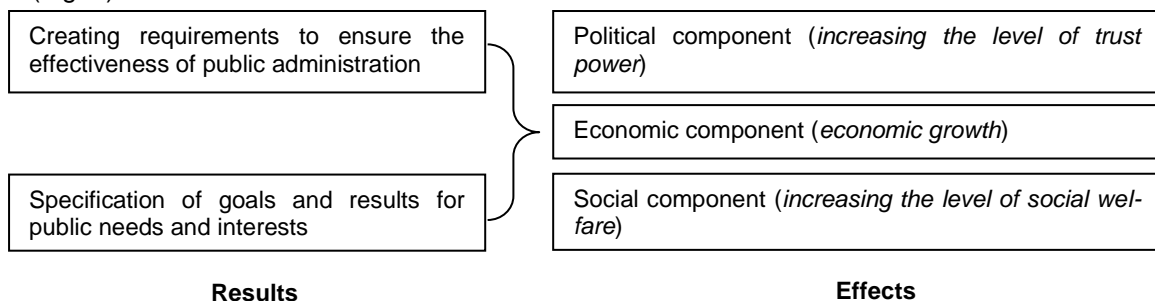 Creating requirements to ensure the
effectiveness of public administration
Specification of goals and results for
public needs and interests
Results
Political component (increasing the level of trust
power)
Economic component (economic growth)
Social component (increasing the level of social wel-
fare)
Effects